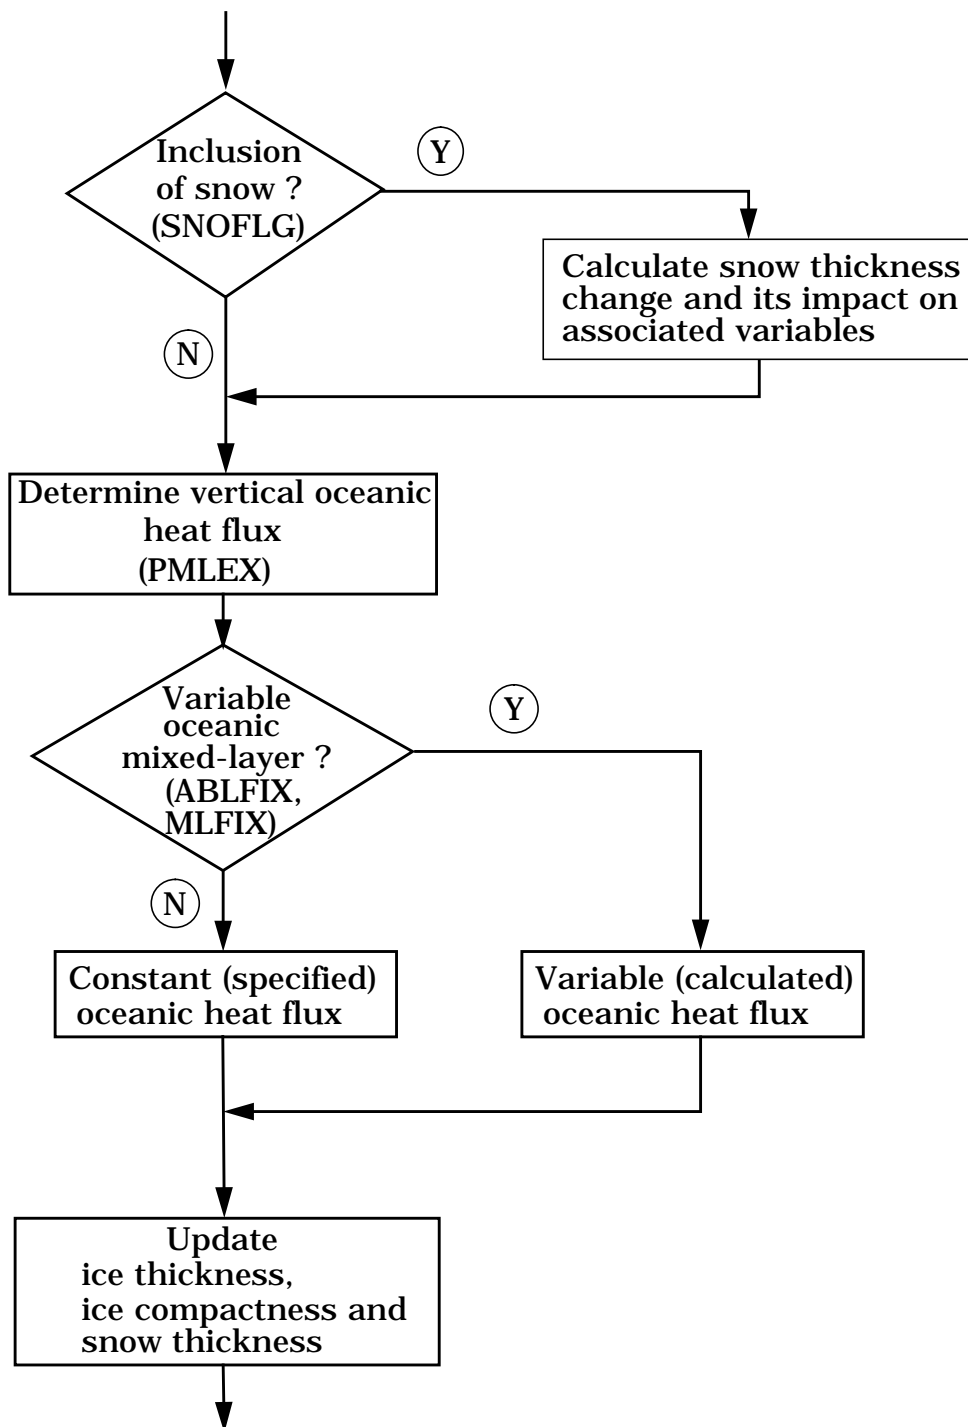 Inclusion
of snow ?
(SNOFLG)
Y
Calculate snow thickness
change and its impact on
associated variables
N
Determine vertical oceanic
heat flux
(PMLEX)
Variable
oceanic
mixed-layer ?
(ABLFIX,
MLFIX)
Y
N
Constant (specified)
oceanic heat flux
Variable (calculated)
oceanic heat flux
Update
ice thickness,
ice compactness and
snow thickness